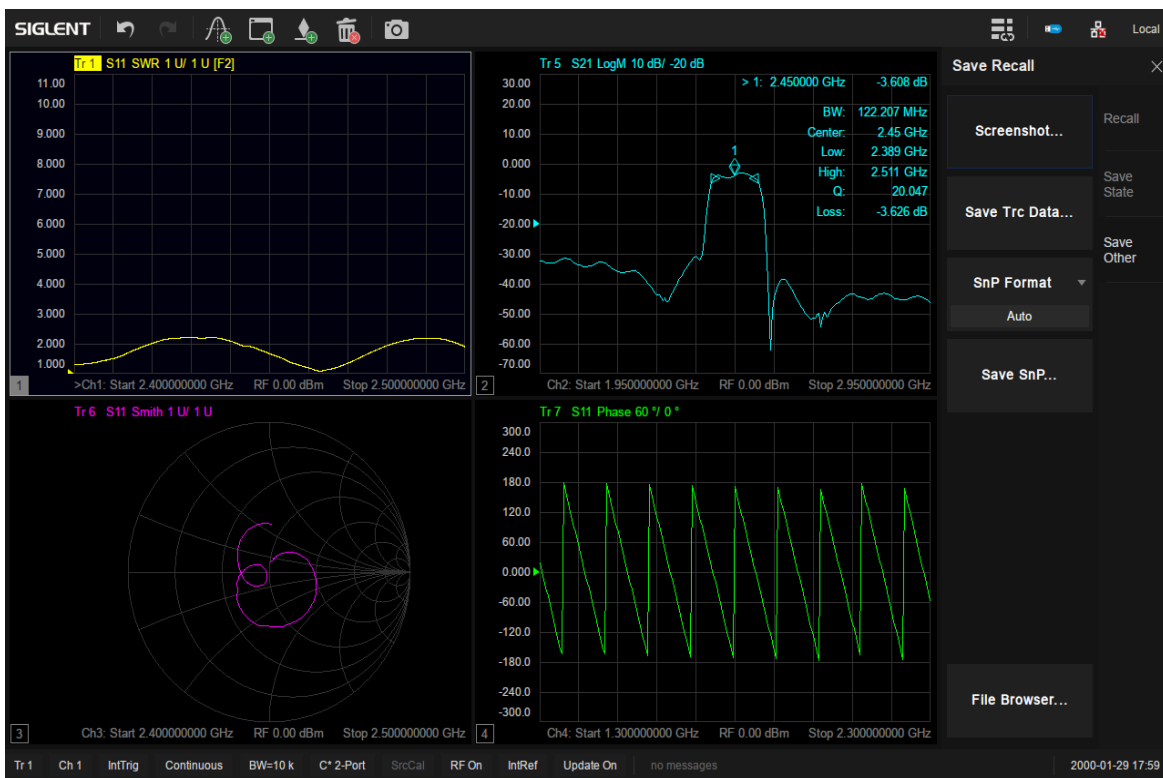 SIGLENT
Local
Tr 1 S11 SWR 1 U/ 1 U [F2]
11.00
10.00
9.000
8.000
7.000
6.000
5.000
4.000
3.000
2.000
1.000
1
>Ch1: Start 2.400000000 GHz RF 0.00 dBm Stop 2.500000000 GHz
Tr 5 S21 LogM 10 dB/ -20 dB
30.00
20.00
10.00
0.000
-10.00
-20.00
-30.00
-40.00
-50.00
-60.00
-70.00
> 1: 2.450000 GHz -3.608 dB
BW: 122.207 MHz
Center: 2.45 GHz
Low: 2.389 GHz
High: 2.511 GHz
Q: 20.047
Loss: -3.626 dB
1
2
Ch2: Start 1.950000000 GHz RF 0.00 dBm Stop 2.950000000 GHz
Tr 6 S11 Smith 1 U/ 1 U
3
Ch3: Start 2.400000000 GHz RF 0.00 dBm Stop 2.500000000 GHz
Tr 7 S11 Phase 60 °/ 0 °
300.0
240.0
180.0
120.0
60.00
0.000
-60.00
-120.0
-180.0
-240.0
-300.0
4
Ch4: Start 1.300000000 GHz RF 0.00 dBm Stop 2.300000000 GHz
Save Recall
Screenshot...
Save Trc Data...
SnP Format
Auto
Save SnP...
File Browser...
Recall
Save
State
Save
Other
Tr 1 Ch 1 IntTrig Continuous BW=10 k C* 2-Port SrcCal RF On IntRef Update On no messages 2000-01-29 17:59